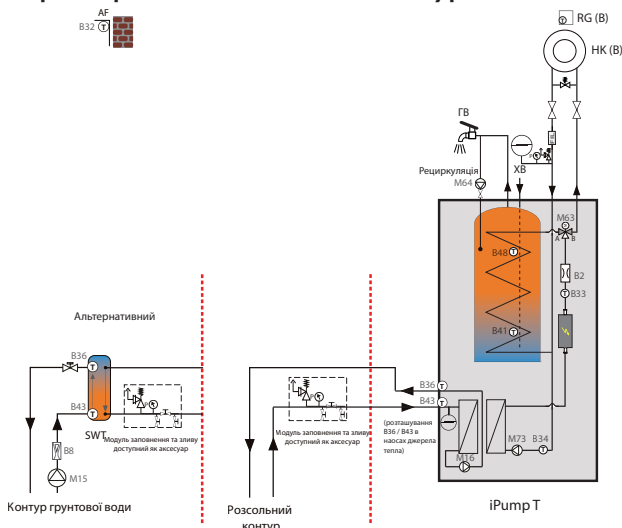 AF
B32
RG (B)
HK (B)
ГВ
Рециркуляція
M64
ХВ
M63
A
B
B48
B2
B33
B41
Альтернативний
B36
B43
SWT
B8
M15
Модуль заповнення та зливу
доступний як аксесуар
Контур грунтової води
Модуль заповнення та зливу
доступний як аксесуар
Розсольний
контур
B36
B43
(розташування
B36 / B43 в
насосах джерела
тепла)
M16
M73
B34
iPump T